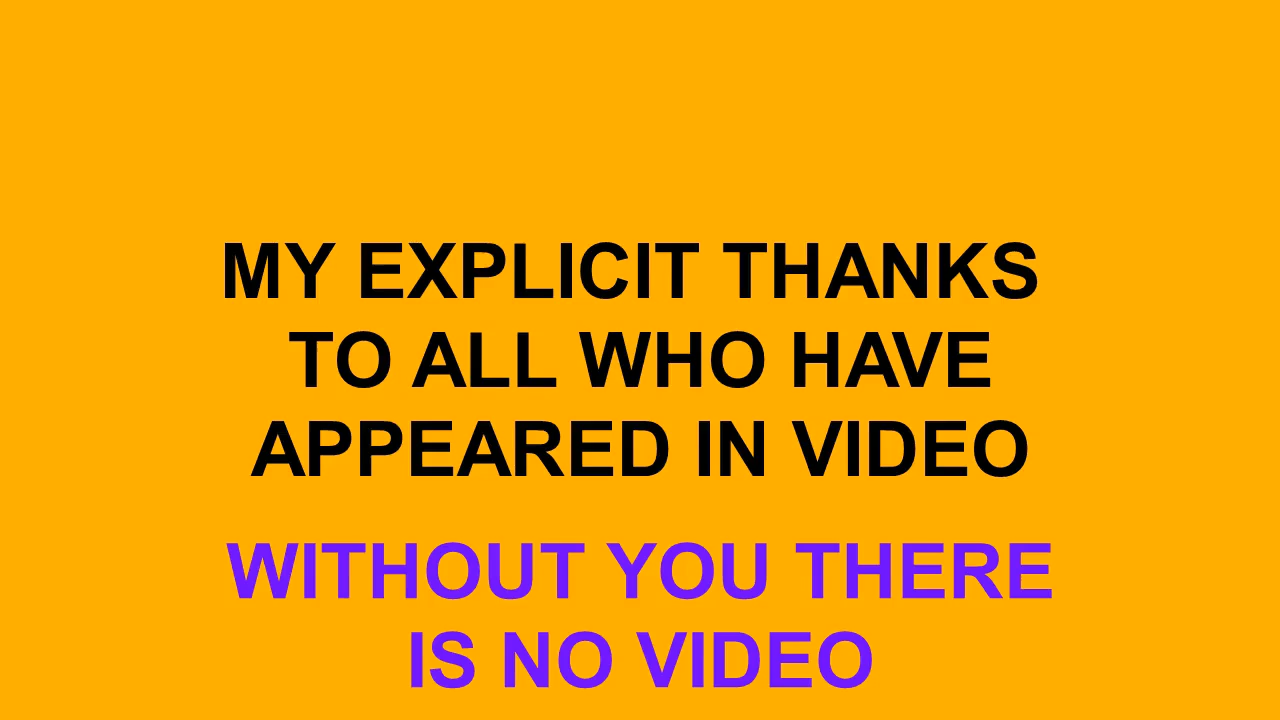 MY EXPLICIT THANKS
TO ALL WHO HAVE
APPEARED IN VIDEO
WITHOUT YOU THERE
IS NO VIDEO